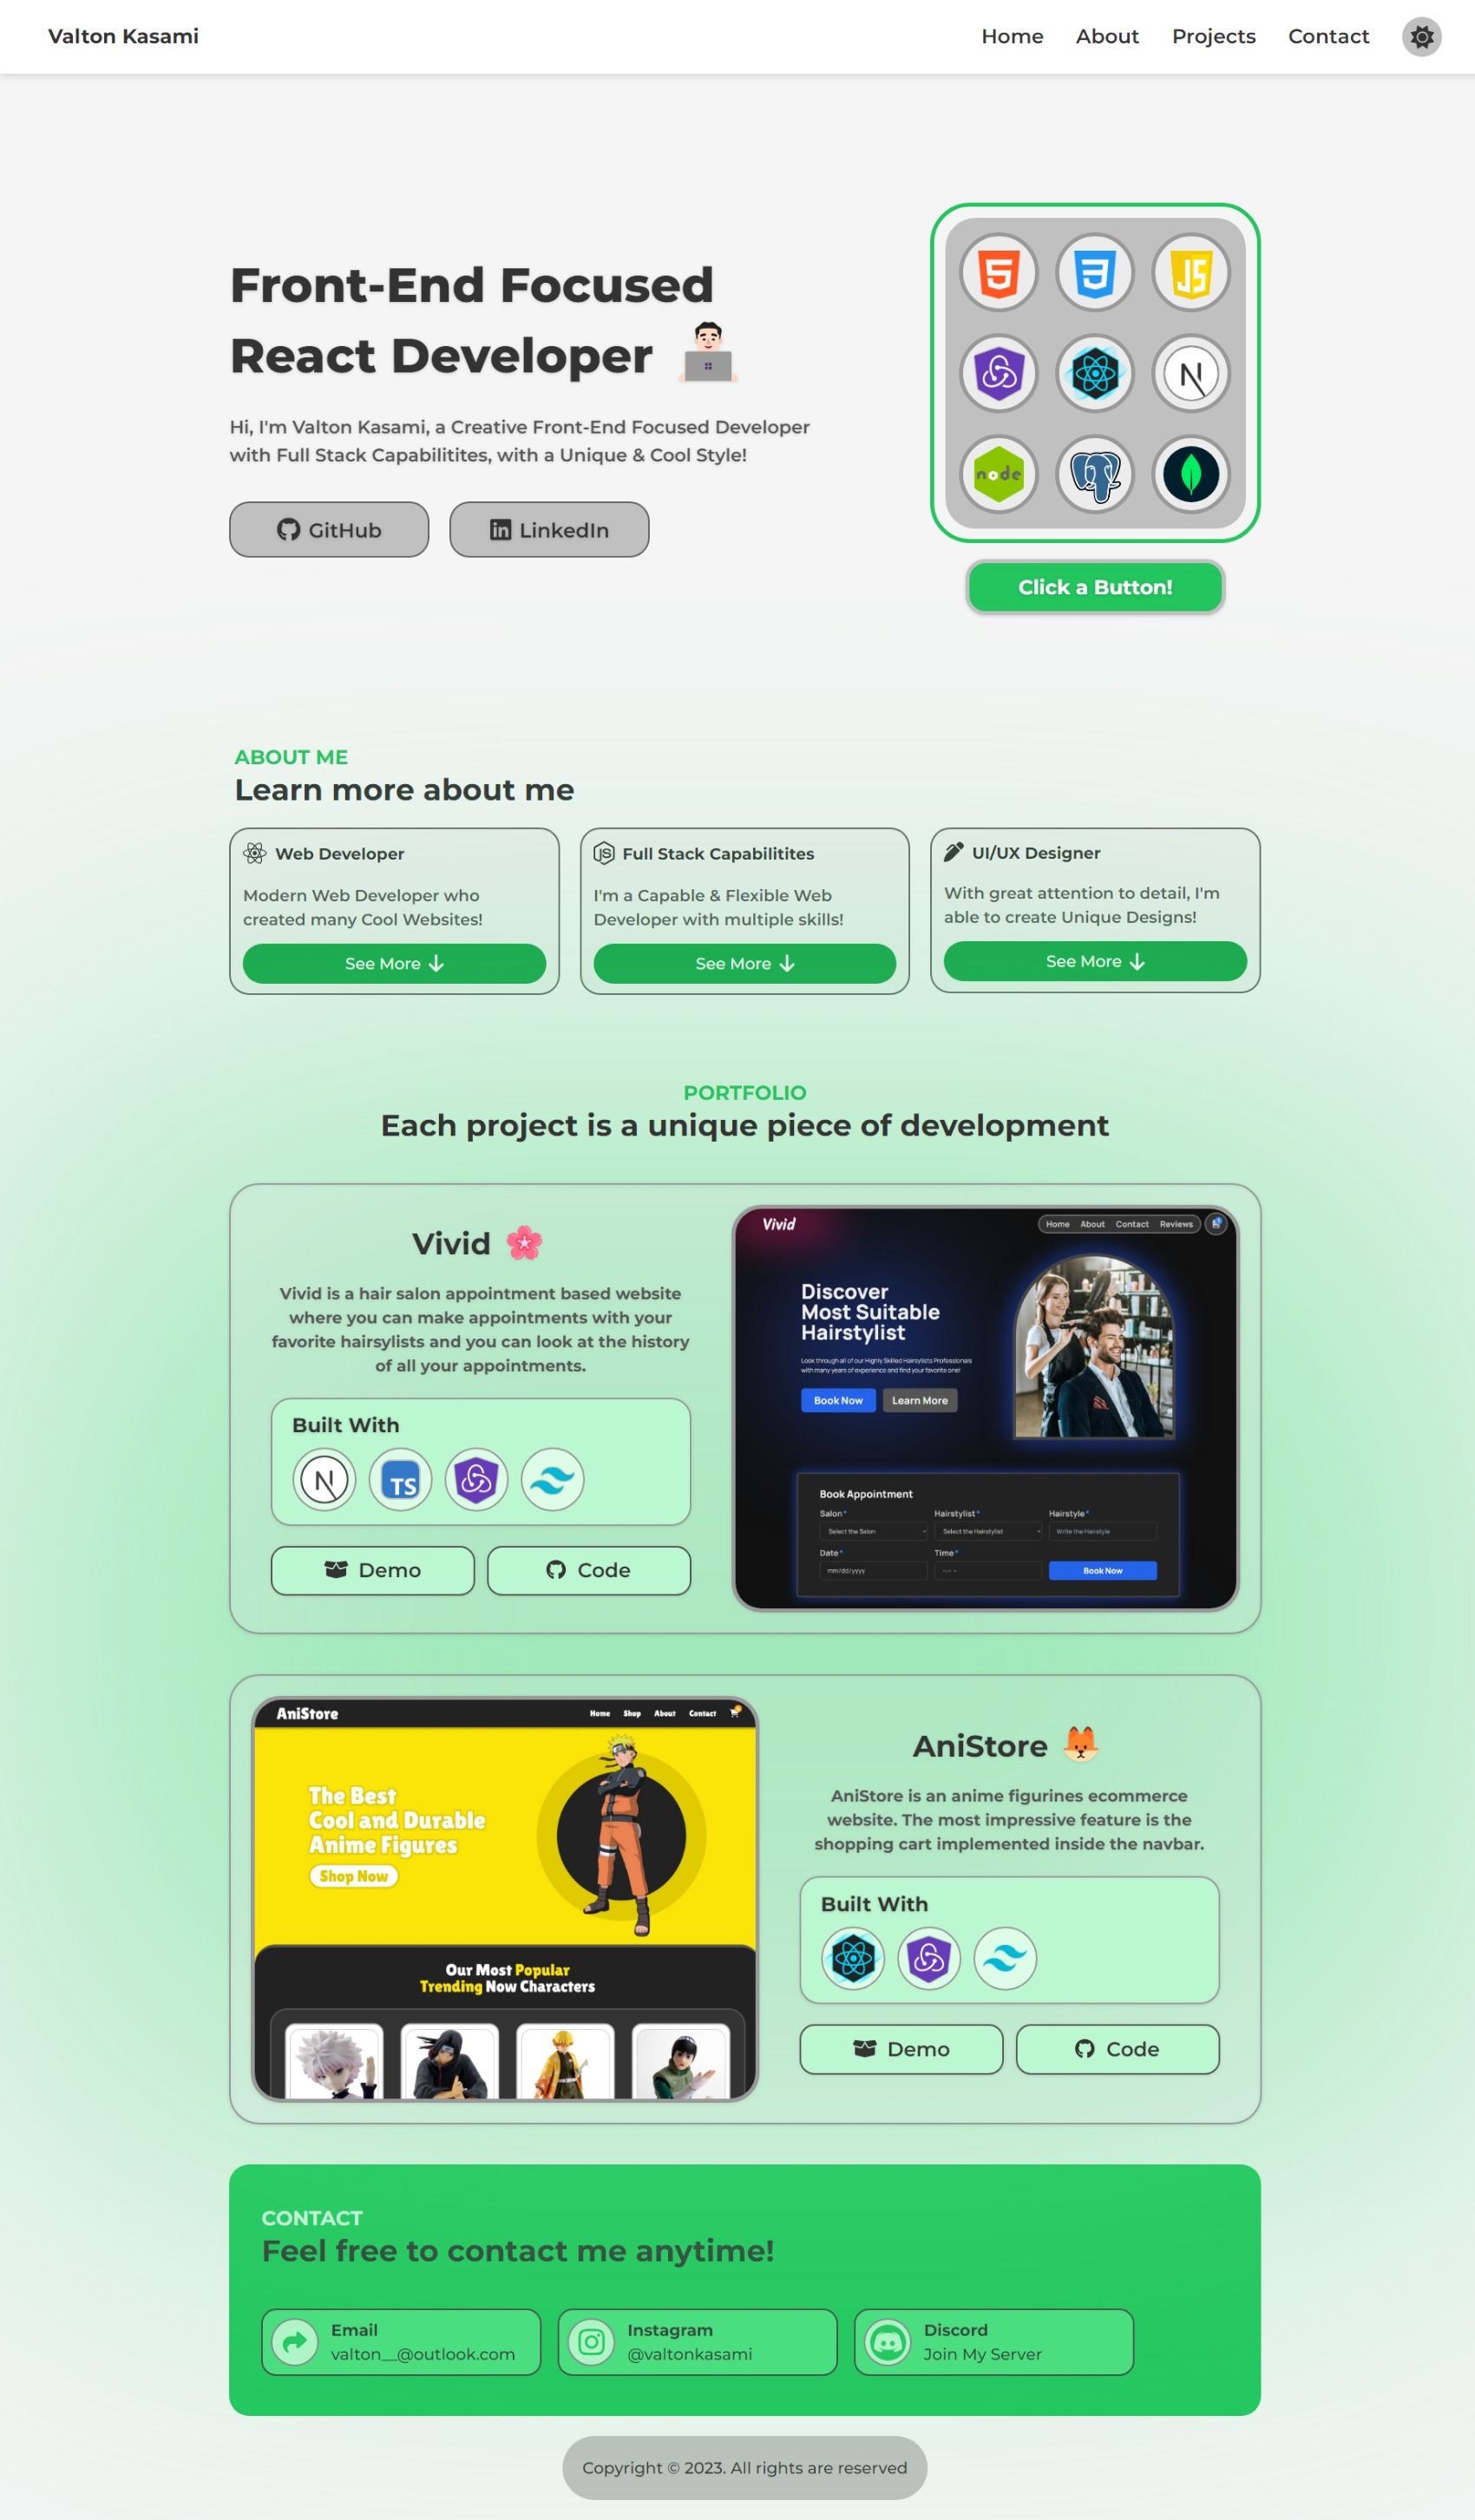 Valton Kasami
Home
About
Projects
Contact
Front-End Focused
React Developer
Hi, I'm Valton Kasami, a Creative Front-End Focused Developer
with Full Stack Capabilitites, with a Unique & Cool Style!
GitHub
LinkedIn
JS
N
node
Click a Button!
ABOUT ME
Learn more about me
Web Developer
Modern Web Developer who
created many Cool Websites!
See More
JS
Full Stack Capabilitites
I'm a Capable & Flexible Web
Developer with multiple skills!
See More
UI/UX Designer
With great attention to detail, I'm
able to create Unique Designs!
See More
PORTFOLIO
Each project is a unique piece of development
Vivid
Vivid is a hair salon appointment based website
where you can make appointments with your
favorite hairsylists and you can look at the history
of all your appointments.
Built With
N
TS
Demo
Code
Vivid
Home
About
Contact
Reviews
Discover
Most Suitable
Hairstylist
Look through all of our Highly Skilled Hairsylists Professionals
with many years of experience and find your favorite one!
Book Now
Learn More
Book Appointment
Salon*
Hairstylist*
Hairstyle*
Select the Salon
Select the Hairstylist
Write the Hairstyle
Date*
Time*
mm/dd/yyyy
--:-- --
Book Now
AniStore
Home
Shop
About
Contact
The Best
Cool and Durable
Anime Figures
Shop Now
Our Most Popular
Trending Now Characters
AniStore
AniStore is an anime figurines ecommerce
website. The most impressive feature is the
shopping cart implemented inside the navbar.
Built With
Demo
Code
CONTACT
Feel free to contact me anytime!
Email
valton__@outlook.com
Instagram
@valtonkasami
Discord
Join My Server
Copyright © 2023. All rights are reserved